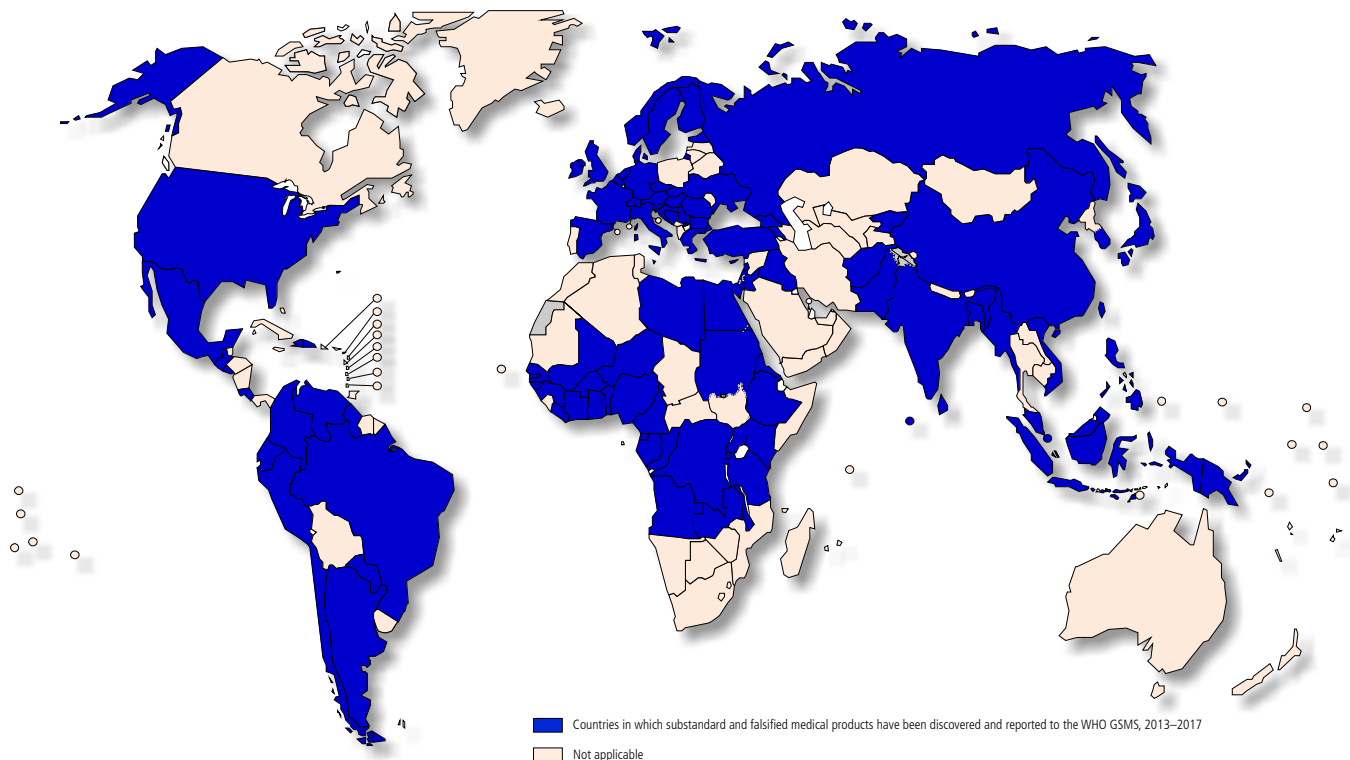 Countries in which substandard and falsified medical products have been discovered and reported to the WHO GSMS, 2013–2017
Not applicable